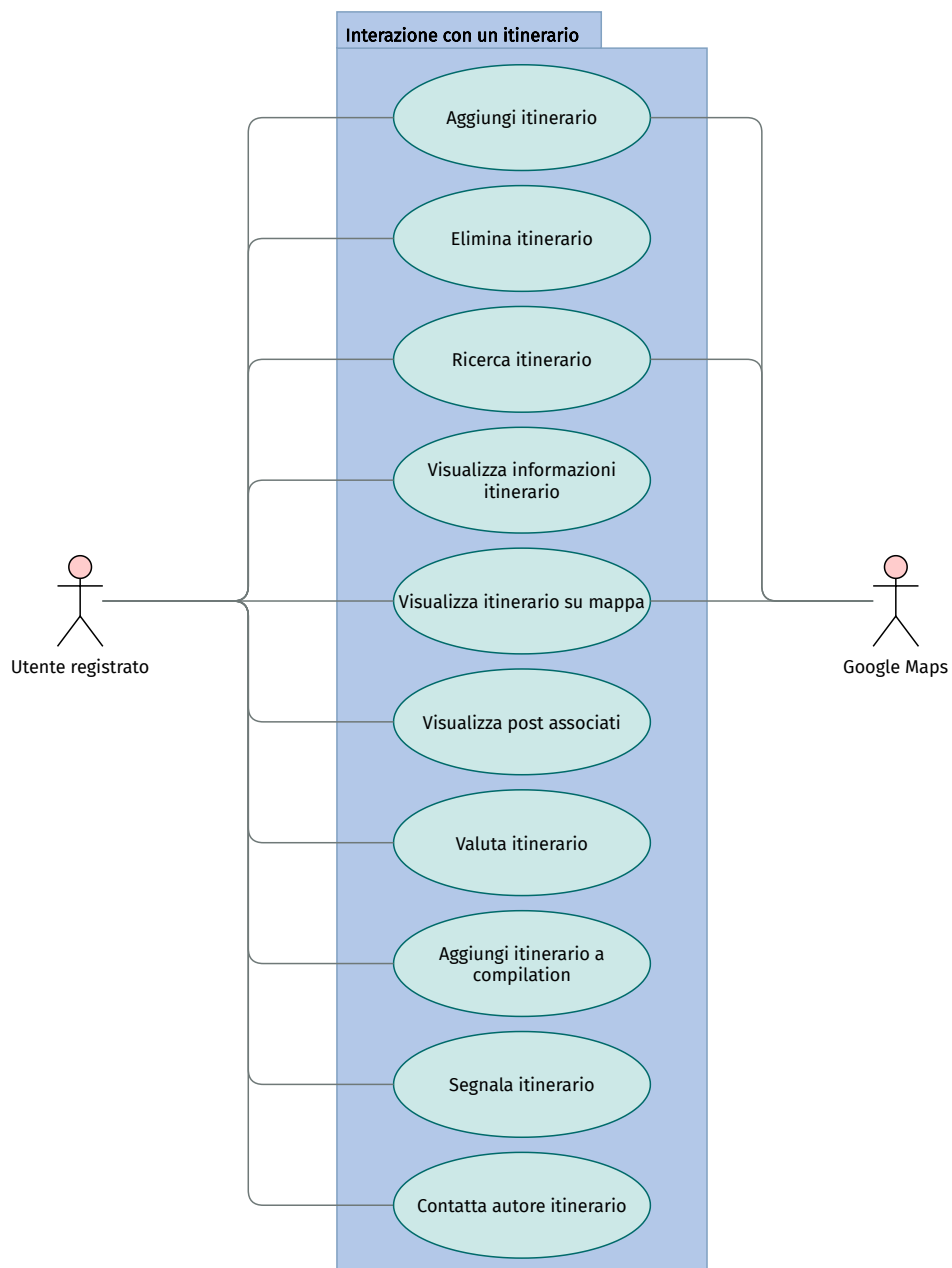 Interazione con un itinerario
Aggiungi itinerario
Elimina itinerario
Ricerca itinerario
Visualizza informazioni
itinerario
Visualizza itinerario su mappa
Utente registrato
Google Maps
Visualizza post associati
Valuta itinerario
Aggiungi itinerario a
compilation
Segnala itinerario
Contatta autore itinerario